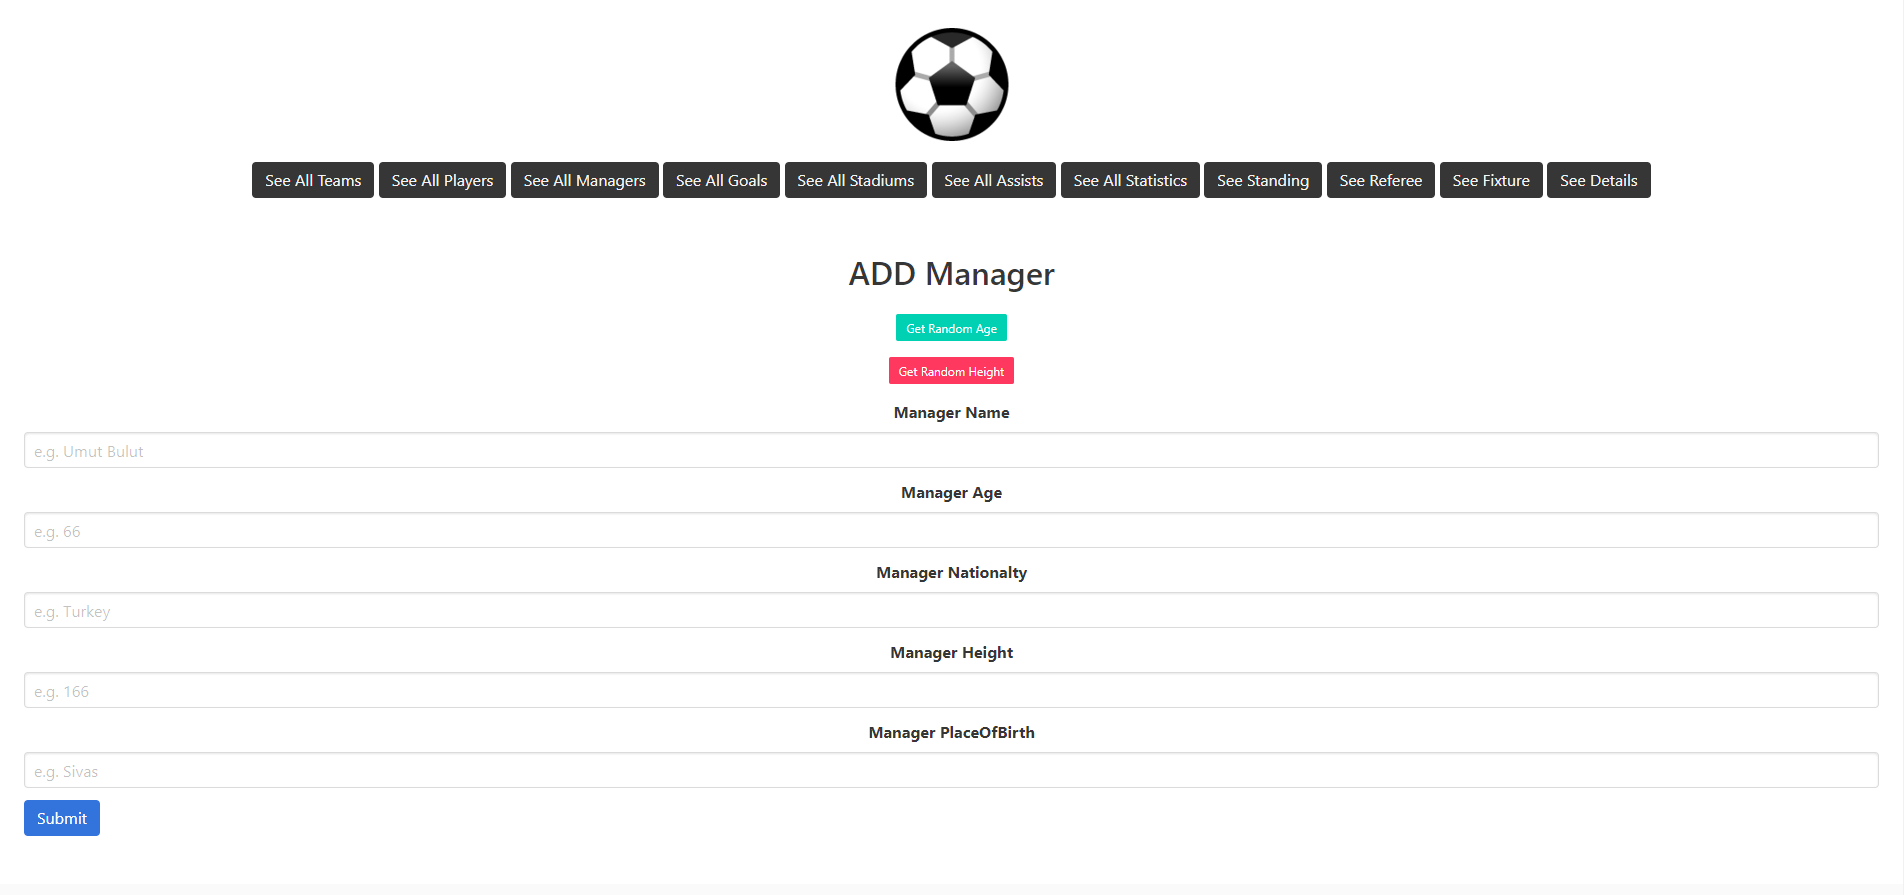 See All Teams See All Players See All Managers See All Goals See All Stadiums See All Assists See All Statistics See Standing See Referee See Fixture See Details
ADD Manager
Get Random Age
Get Random Height
Manager Name
e.g. Umut Bulut
Manager Age
e.g. 66
Manager Nationalty
e.g. Turkey
Manager Height
e.g. 166
Manager PlaceOfBirth
e.g. Sivas
Submit